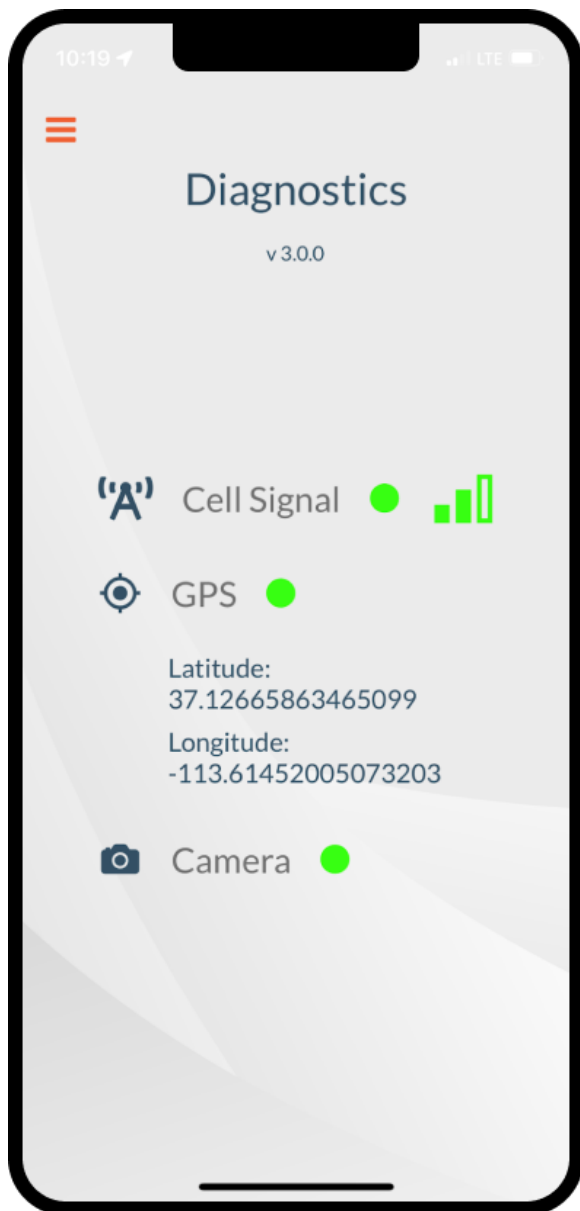 10:19
LTE
Diagnostics
v 3.0.0
Cell Signal
GPS
Latitude:
37.12665863465099
Longitude:
-113.61452005073203
Camera